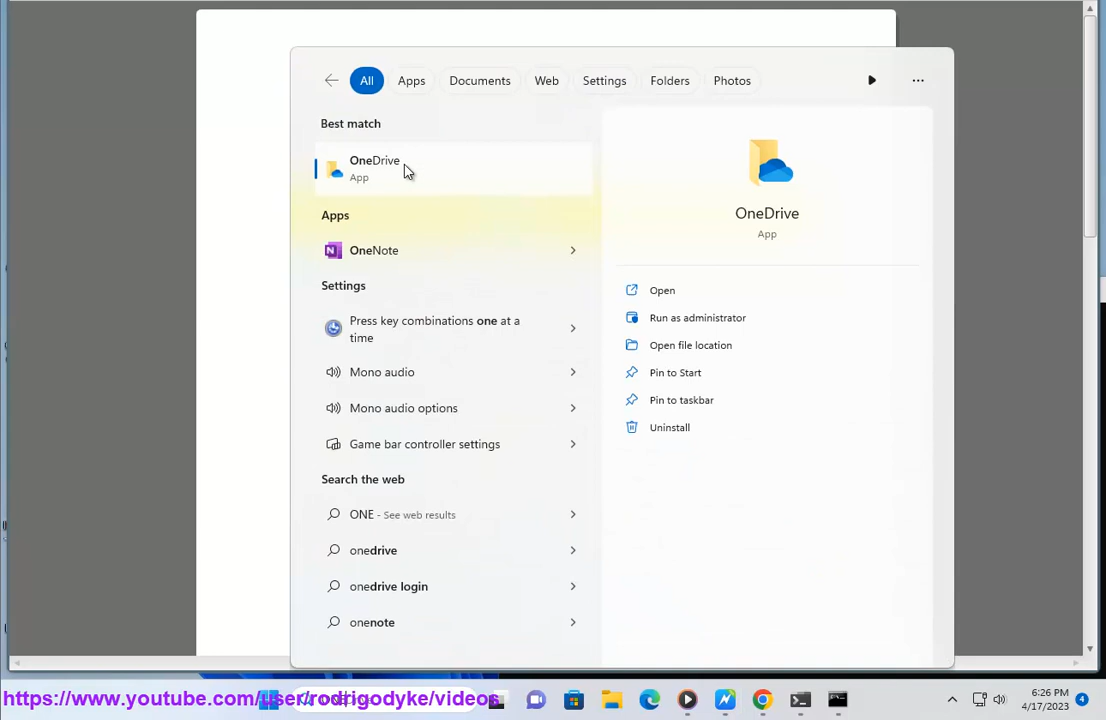 All Apps Documents Web Settings Folders Photos
Best match
OneDrive
App
Apps
OneNote
Settings
Press key combinations one at a
time
Mono audio
Mono audio options
Game bar controller settings
Search the web
ONE - See web results
onedrive
onedrive login
onenote
OneDrive
App
Open
Run as administrator
Open file location
Pin to Start
Pin to taskbar
Uninstall
https://www.youtube.com/user/rodrigodyke/videos
6:26 PM
4/17/2023
4